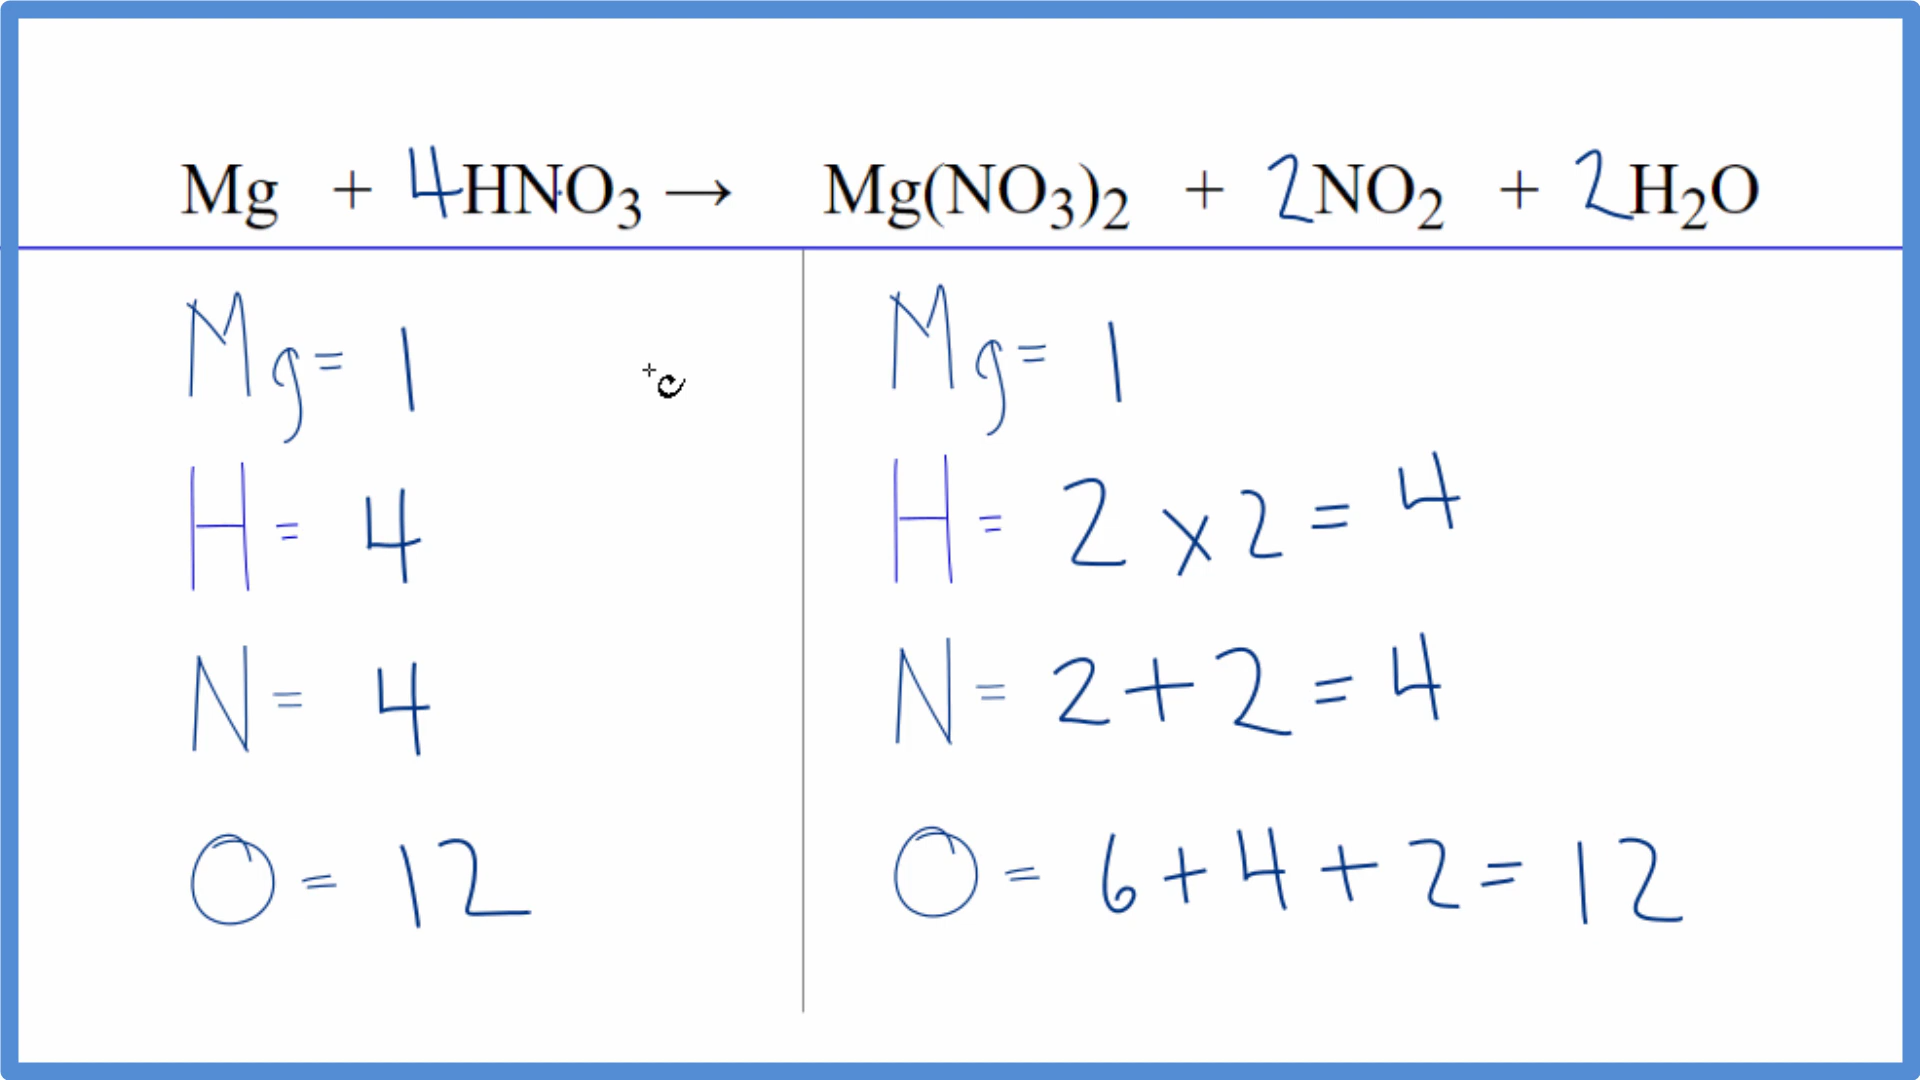 Mg + 4HNO3 → Mg(NO3)2 + 2NO2 + 2H2O
Mg = 1
H = 4
N = 4
O = 12
Mg = 1
H = 2 x 2 = 4
N = 2 + 2 = 4
O = 6 + 4 + 2 = 12